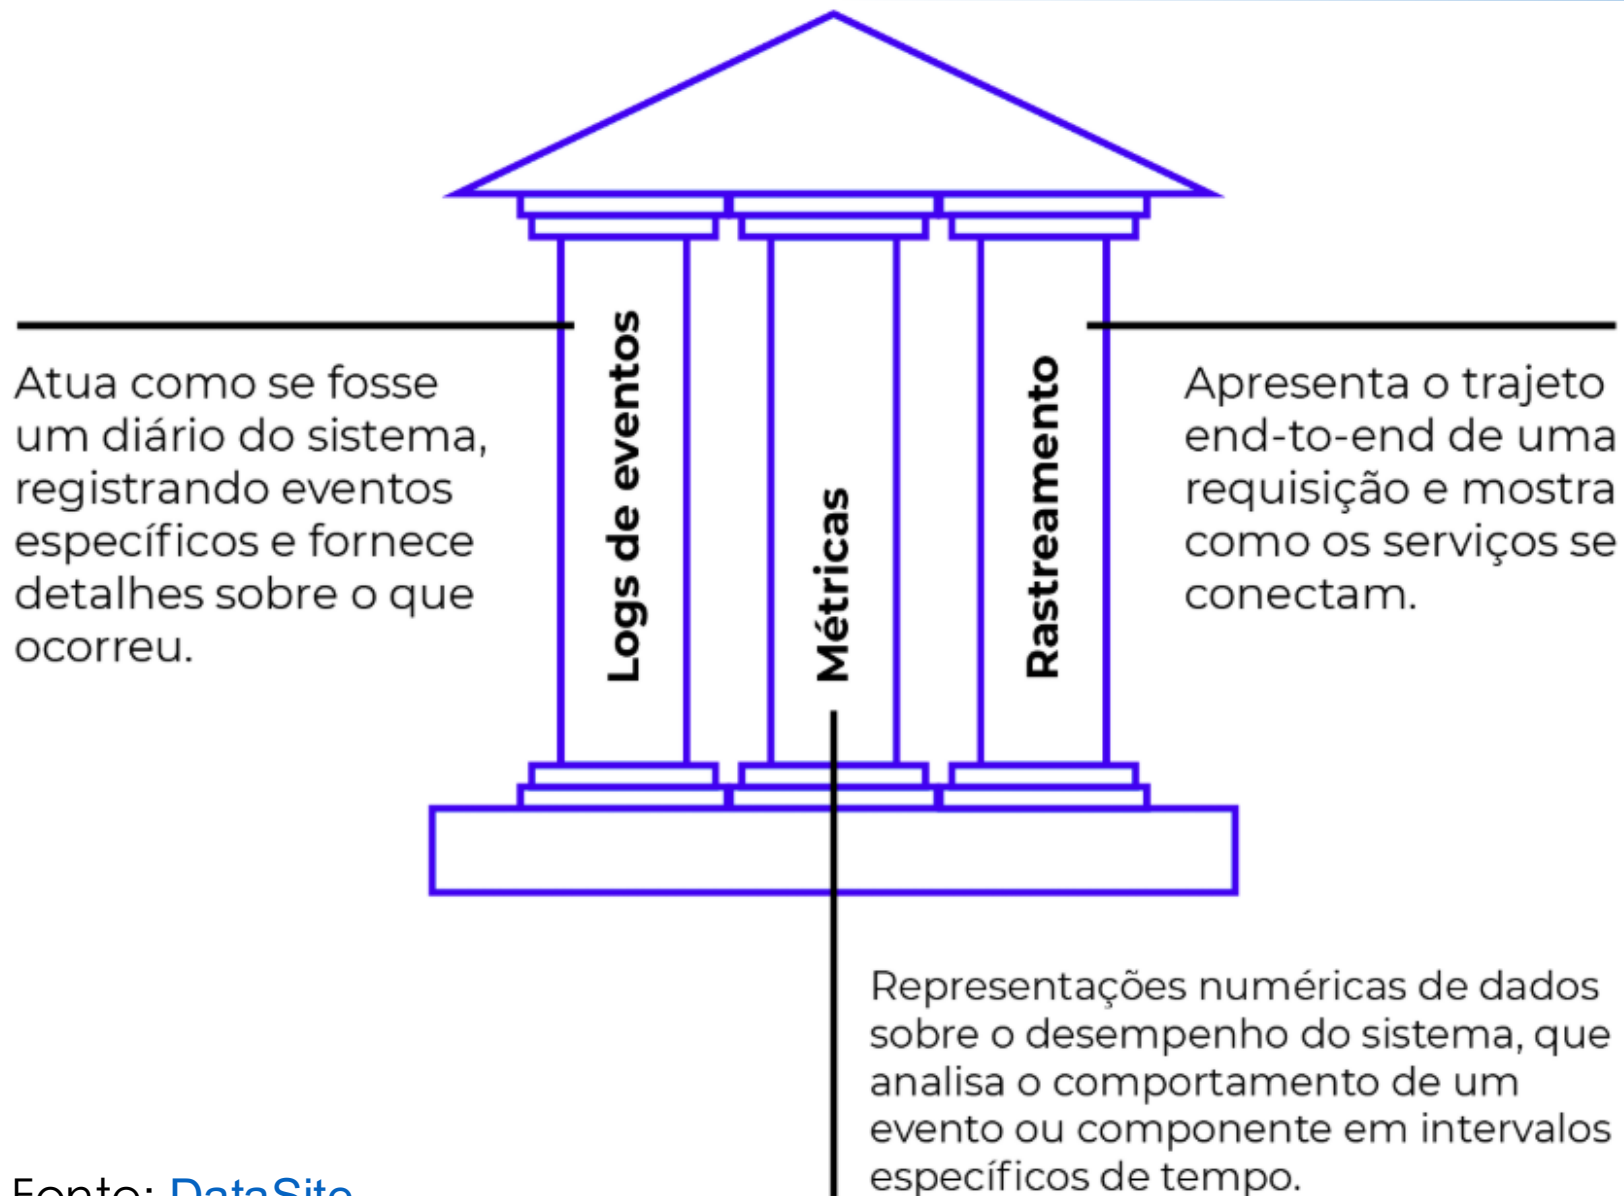 Logs de eventos
Métricas
Rastreamento
Atua como se fosse
um diário do sistema,
registrando eventos
específicos e fornece
detalhes sobre o que
ocorreu.
Apresenta o trajeto
end-to-end de uma
requisição e mostra
como os serviços se
conectam.
Representações numéricas de dados
sobre o desempenho do sistema, que
analisa o comportamento de um
evento ou componente em intervalos
específicos de tempo.
Fonte: DataSite